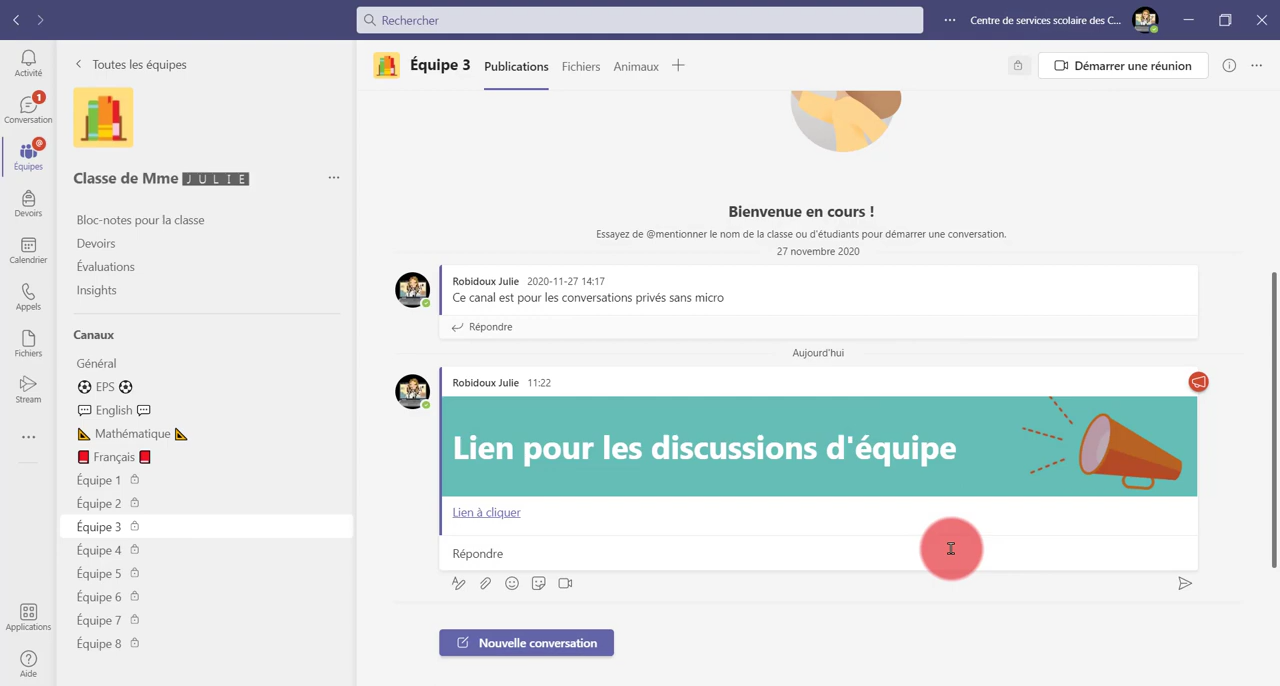 Rechercher
Centre de services scolaire des C...
Activité
Conversation
1
Équipes
@
Devoirs
Calendrier
Appels
Fichiers
Stream
Applications
Aide
Toutes les équipes
Classe de Mme JULIE
Bloc-notes pour la classe
Devoirs
Évaluations
Insights
Canaux
Général
EPS
English
Mathématique
Français
Équipe 1
Équipe 2
Équipe 3
Équipe 4
Équipe 5
Équipe 6
Équipe 7
Équipe 8
Équipe 3 Publications Fichiers Animaux
Démarrer une réunion
Bienvenue en cours !
Essayez de @mentionner le nom de la classe ou d'étudiants pour démarrer une conversation.
27 novembre 2020
Robidoux Julie 2020-11-27 14:17
Ce canal est pour les conversations privés sans micro
Répondre
Aujourd'hui
Robidoux Julie 11:22
Lien pour les discussions d'équipe
Lien à cliquer
Répondre
Nouvelle conversation